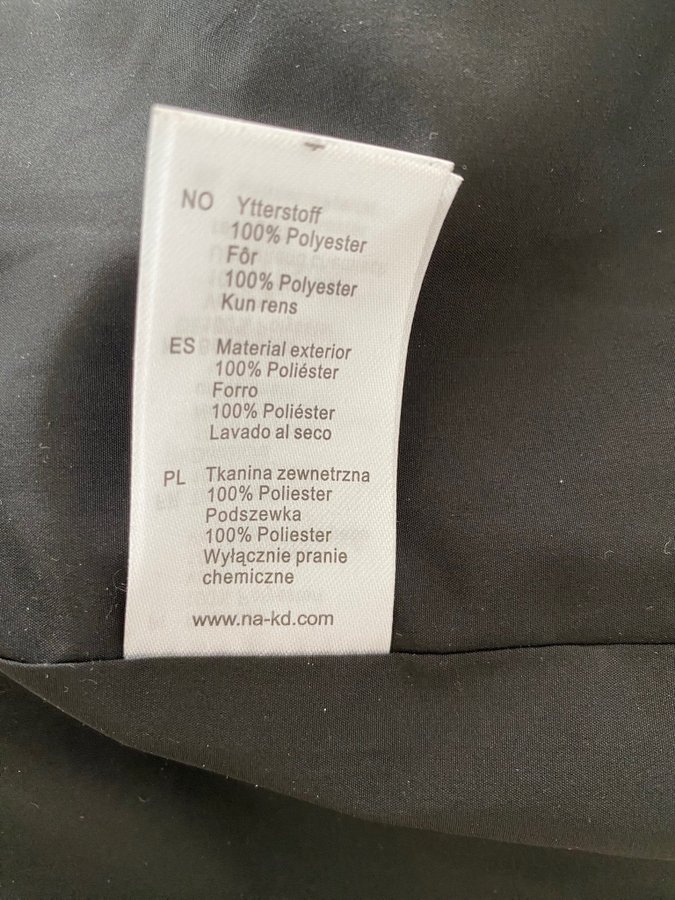 NO Ytterstoff
100% Polyester
Fôr
100% Polyester
Kun rens
ES Material exterior
100% Poliéster
Forro
100% Poliéster
Lavado al seco
PL Tkanina zewnetrzna
100% Poliester
Podszewka
100% Poliester
Wyłącznie pranie
chemiczne
www.na-kd.com